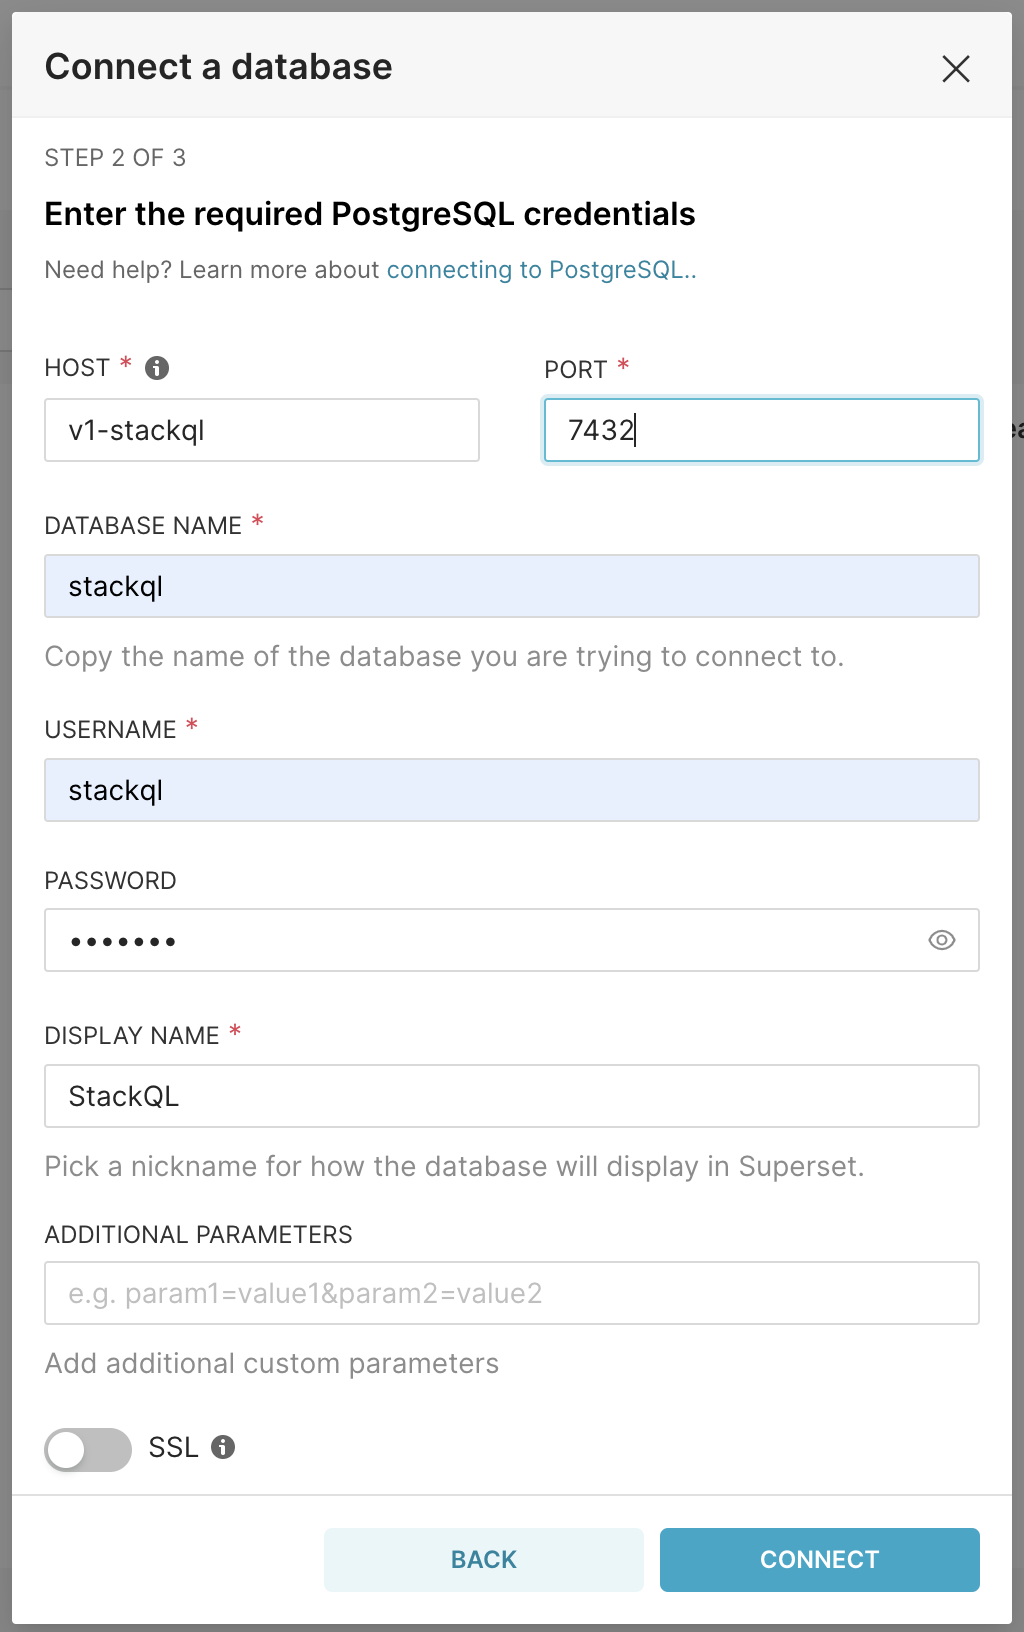 Connect a database
STEP 2 OF 3
Enter the required PostgreSQL credentials
Need help? Learn more about connecting to PostgreSQL..
HOST *
PORT *
v1-stackql
7432
DATABASE NAME *
stackql
Copy the name of the database you are trying to connect to.
USERNAME *
stackql
PASSWORD
•••••••
DISPLAY NAME *
StackQL
Pick a nickname for how the database will display in Superset.
ADDITIONAL PARAMETERS
e.g. param1=value1&param2=value2
Add additional custom parameters
SSL
BACK
CONNECT